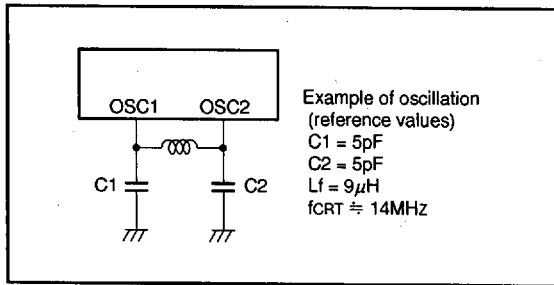 OSC1 OSC2
C1
C2
Example of oscillation
(reference values)
C1 = 5pF
C2 = 5pF
Lf = 9μH
fCRT ≒ 14MHz